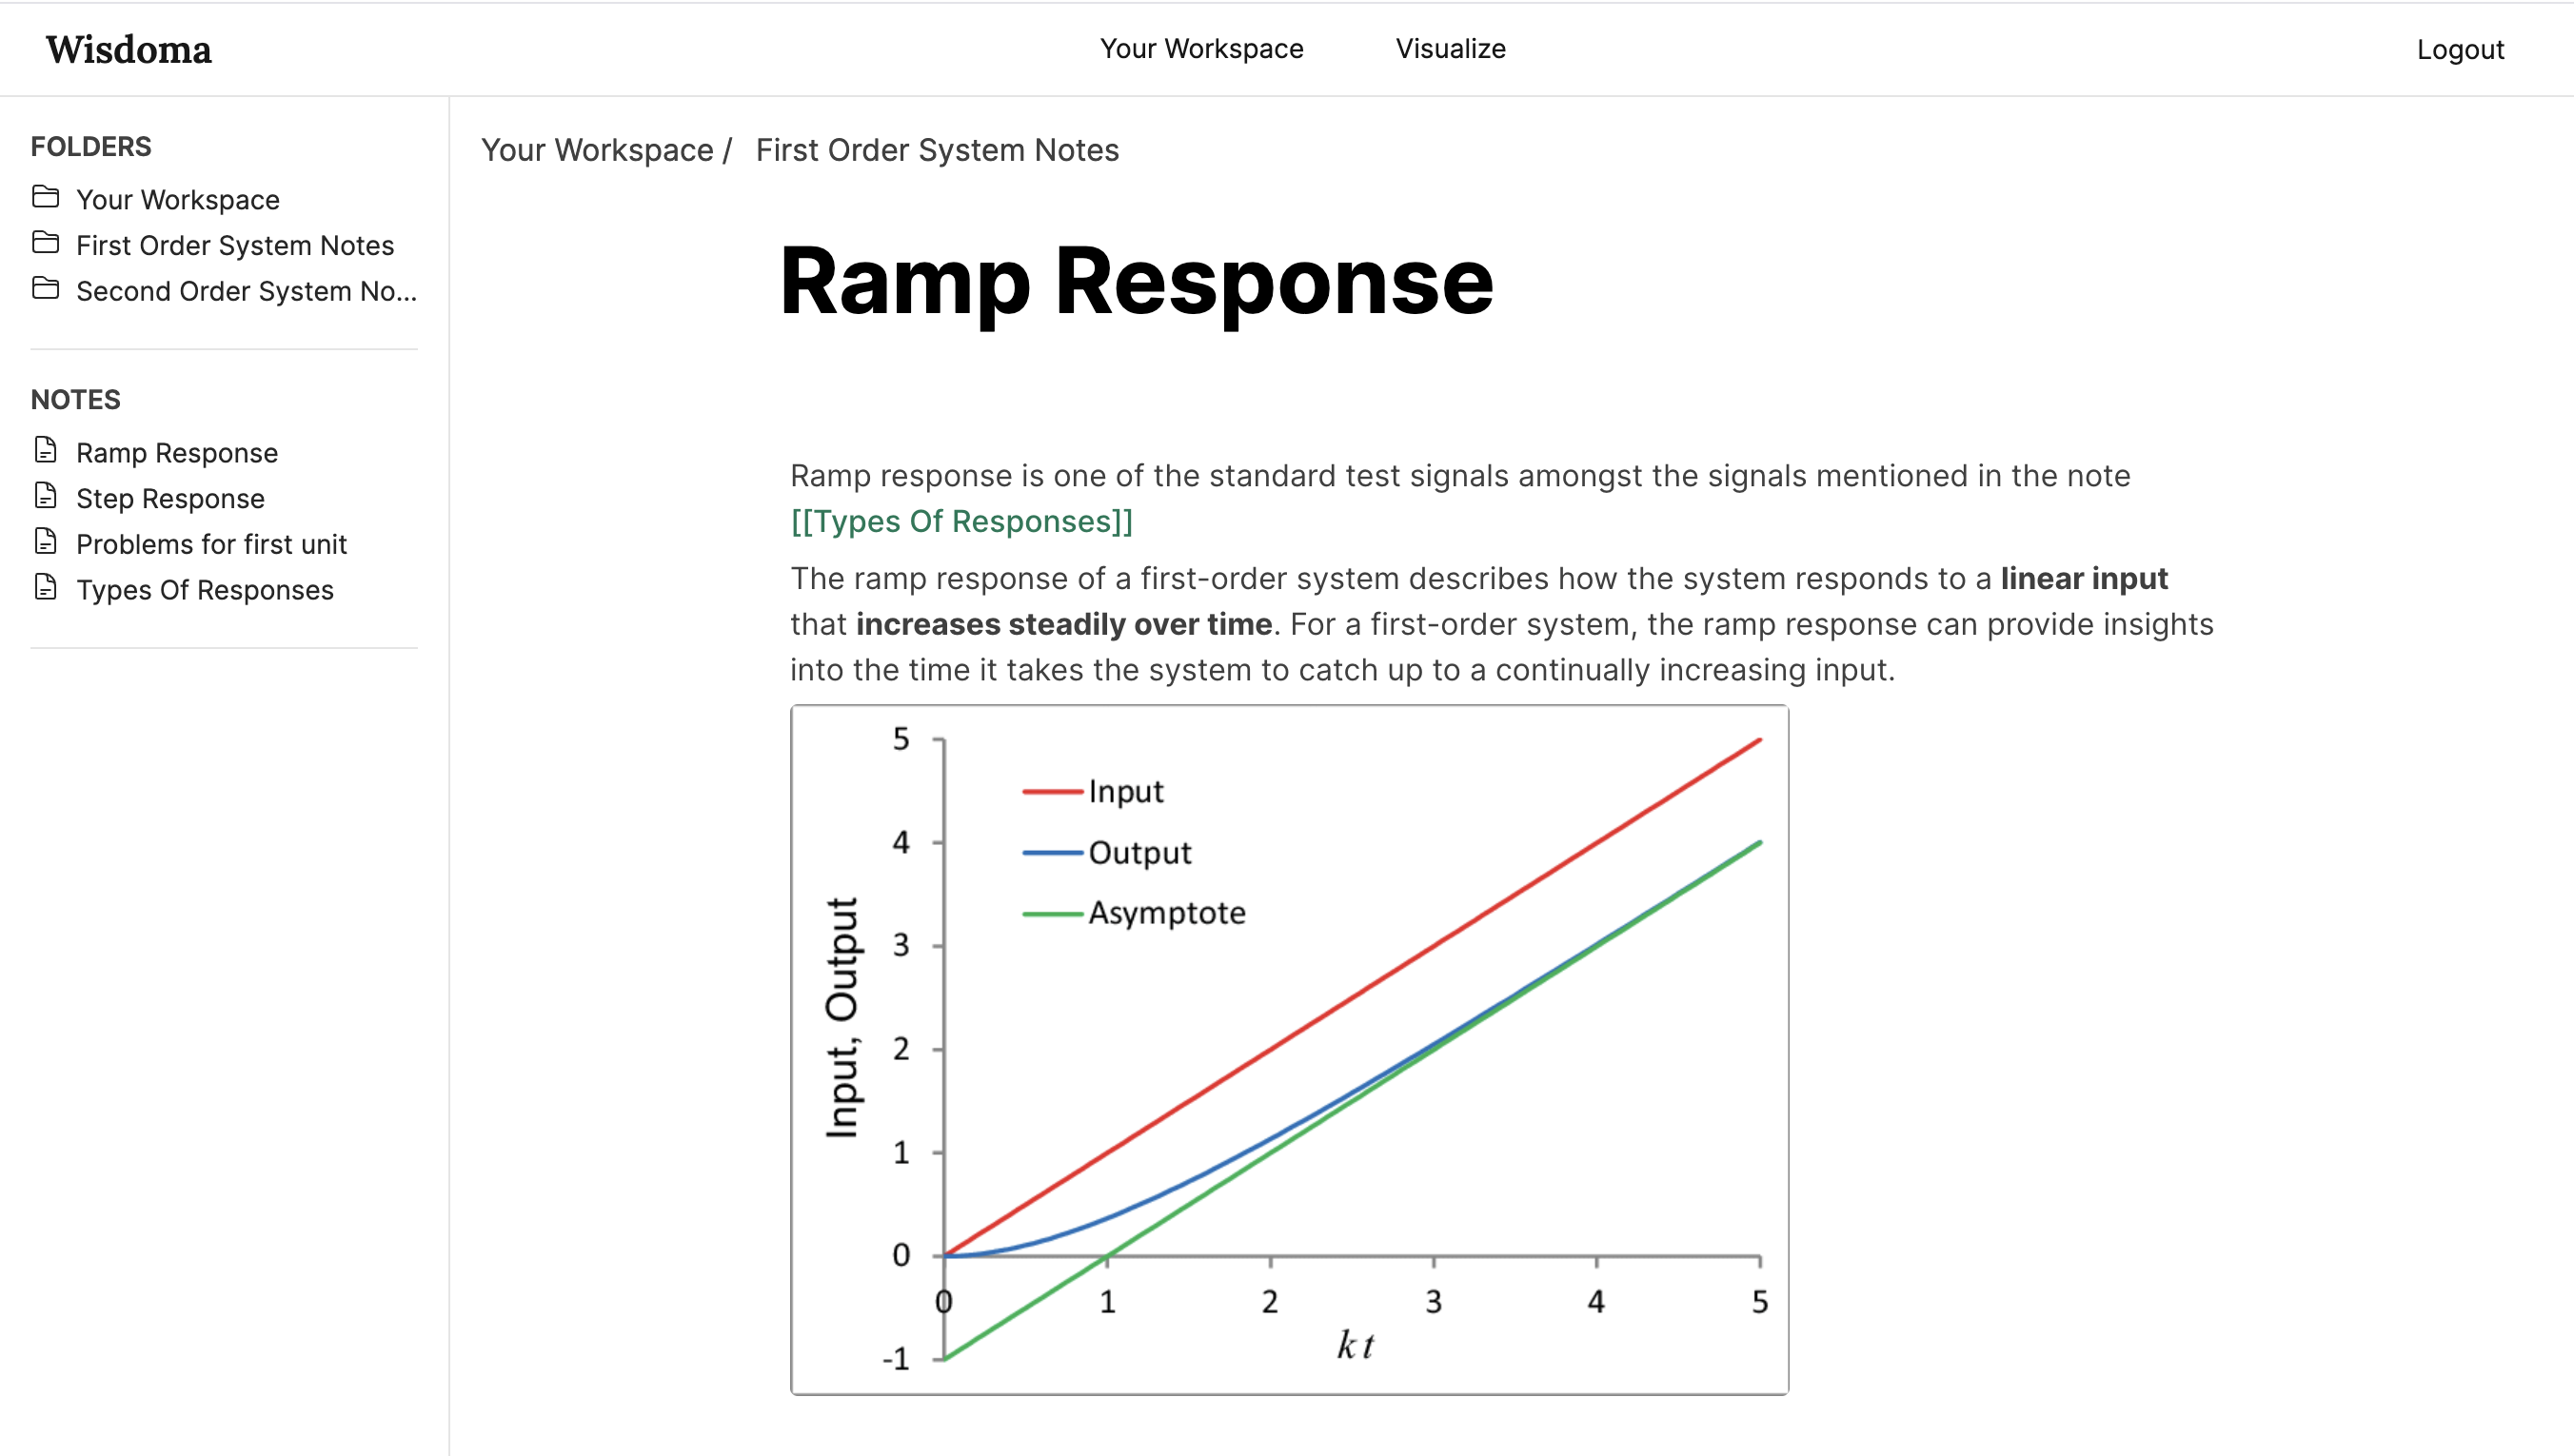 Wisdoma
Your Workspace
Visualize
Logout
FOLDERS
Your Workspace
First Order System Notes
Second Order System No...
NOTES
Ramp Response
Step Response
Problems for first unit
Types Of Responses
Your Workspace / First Order System Notes
Ramp Response
Ramp response is one of the standard test signals amongst the signals mentioned in the note
[[Types Of Responses]]
The ramp response of a first-order system describes how the system responds to a linear input
that increases steadily over time. For a first-order system, the ramp response can provide insights
into the time it takes the system to catch up to a continually increasing input.
5
4
3
2
1
0
-1
Input, Output
Input
Output
Asymptote
0 1 2 3 4 5
k t